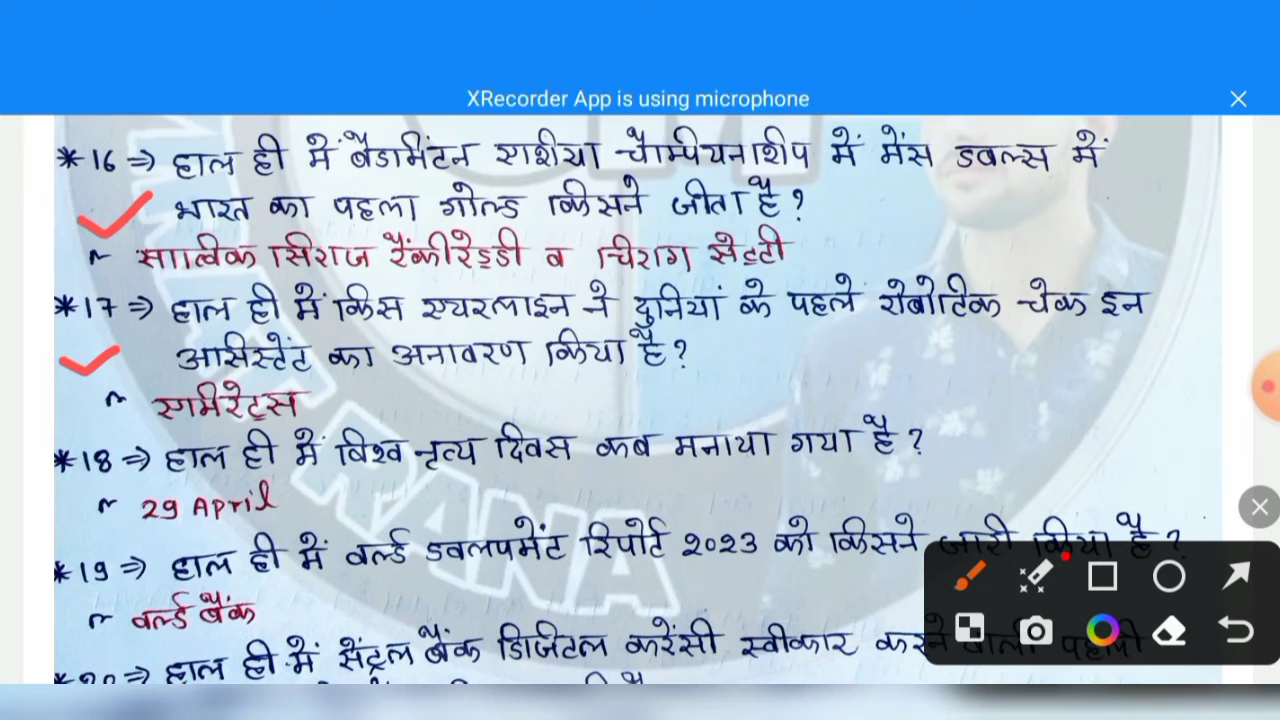 XRecorder App is using microphone
*16 ⇒ हाल ही में बैडमिंटन एशिया चैम्पियनशिप में मेंस डबल्स में
भारत का पहला गोल्ड किसने जीता है?
सात्विक सिराज रैंकीरेड्डी व चिराग सेट्टी
*17 ⇒ हाल ही में किस एयरलाइन ने दुनियां के पहले रोबोटिक चेक इन
आसिस्टेंट का अनावरण किया है?
एमिरेट्स
*18 ⇒ हाल ही में विश्व नृत्य दिवस कब मनाया गया है?
29 April
*19 ⇒ हाल ही में वर्ल्ड डवलपमेंट रिपोर्ट 2023 को किसने जारी किया है?
वर्ल्ड बैंक
*20 ⇒ हाल ही में सेंट्रल बैंक डिजिटल करेंसी स्वीकार करने वाली पहली
RANA